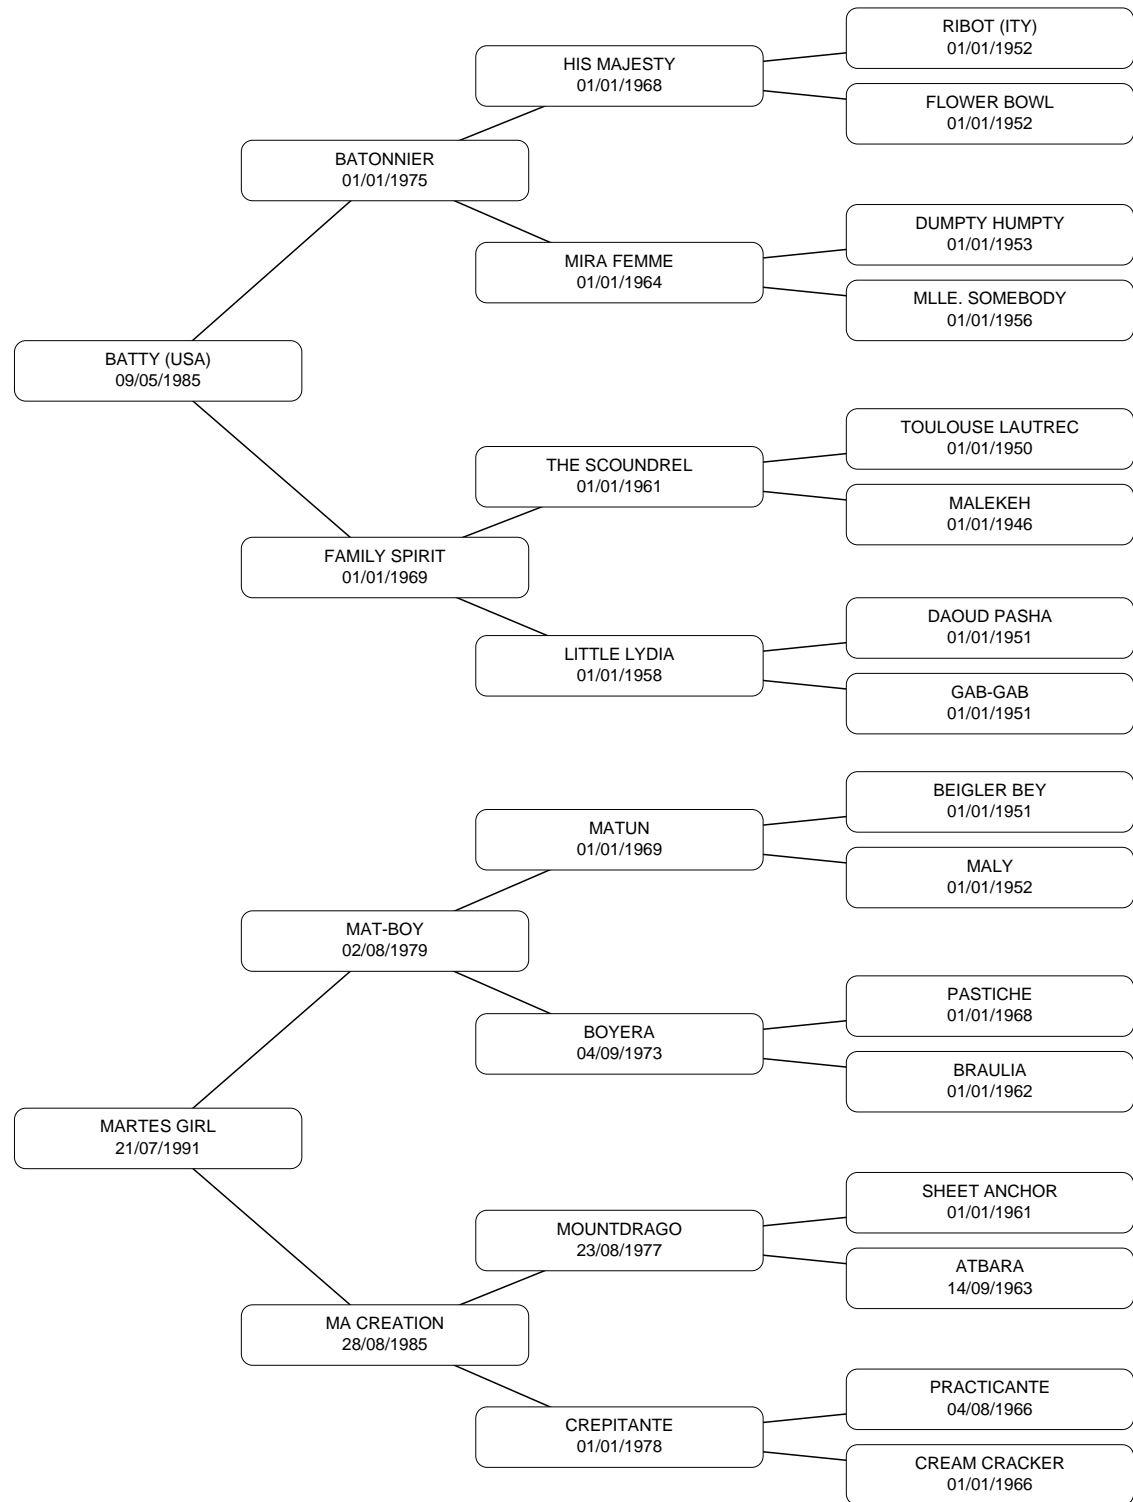 RIBOT (ITY)
01/01/1952
HIS MAJESTY
01/01/1968
FLOWER BOWL
01/01/1952
BATONNIER
01/01/1975
DUMPTY HUMPTY
01/01/1953
MIRA FEMME
01/01/1964
MLLE. SOMEBODY
01/01/1956
BATTY (USA)
09/05/1985
TOULOUSE LAUTREC
01/01/1950
THE SCOUNDREL
01/01/1961
MALEKEH
01/01/1946
FAMILY SPIRIT
01/01/1969
DAOUD PASHA
01/01/1951
LITTLE LYDIA
01/01/1958
GAB-GAB
01/01/1951
BEIGLER BEY
01/01/1951
MATUN
01/01/1969
MALY
01/01/1952
MAT-BOY
02/08/1979
PASTICHE
01/01/1968
BOYERA
04/09/1973
BRAULIA
01/01/1962
MARTES GIRL
21/07/1991
SHEET ANCHOR
01/01/1961
MOUNTDRAGO
23/08/1977
ATBARA
14/09/1963
MA CREATION
28/08/1985
PRACTICANTE
04/08/1966
CREPITANTE
01/01/1978
CREAM CRACKER
01/01/1966